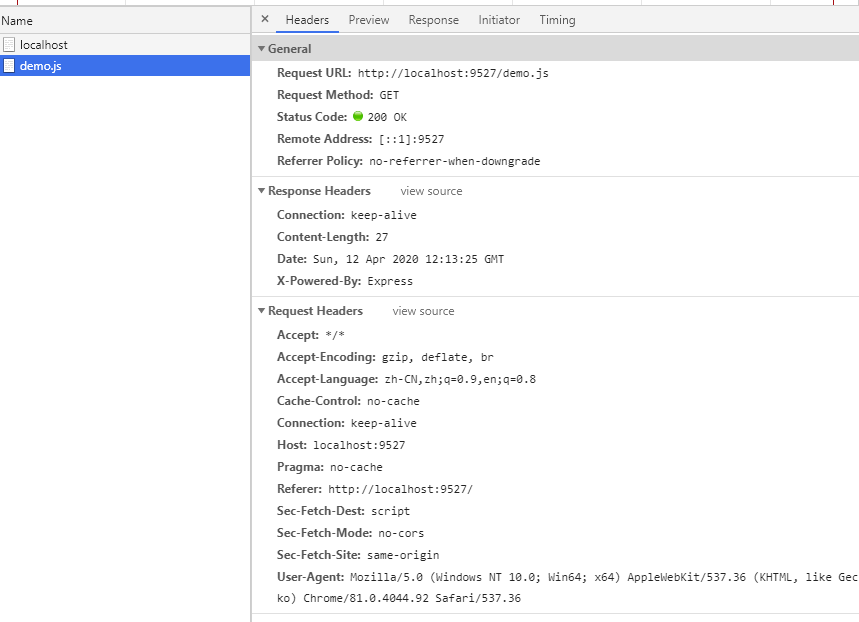 Name
localhost
demo.js
× Headers Preview Response Initiator Timing
General
Request URL: http://localhost:9527/demo.js
Request Method: GET
Status Code: 200 OK
Remote Address: [::1]:9527
Referrer Policy: no-referrer-when-downgrade
Response Headers view source
Connection: keep-alive
Content-Length: 27
Date: Sun, 12 Apr 2020 12:13:25 GMT
X-Powered-By: Express
Request Headers view source
Accept: */*
Accept-Encoding: gzip, deflate, br
Accept-Language: zh-CN,zh;q=0.9,en;q=0.8
Cache-Control: no-cache
Connection: keep-alive
Host: localhost:9527
Pragma: no-cache
Referer: http://localhost:9527/
Sec-Fetch-Dest: script
Sec-Fetch-Mode: no-cors
Sec-Fetch-Site: same-origin
User-Agent: Mozilla/5.0 (Windows NT 10.0; Win64; x64) AppleWebKit/537.36 (KHTML, like Gec
ko) Chrome/81.0.4044.92 Safari/537.36